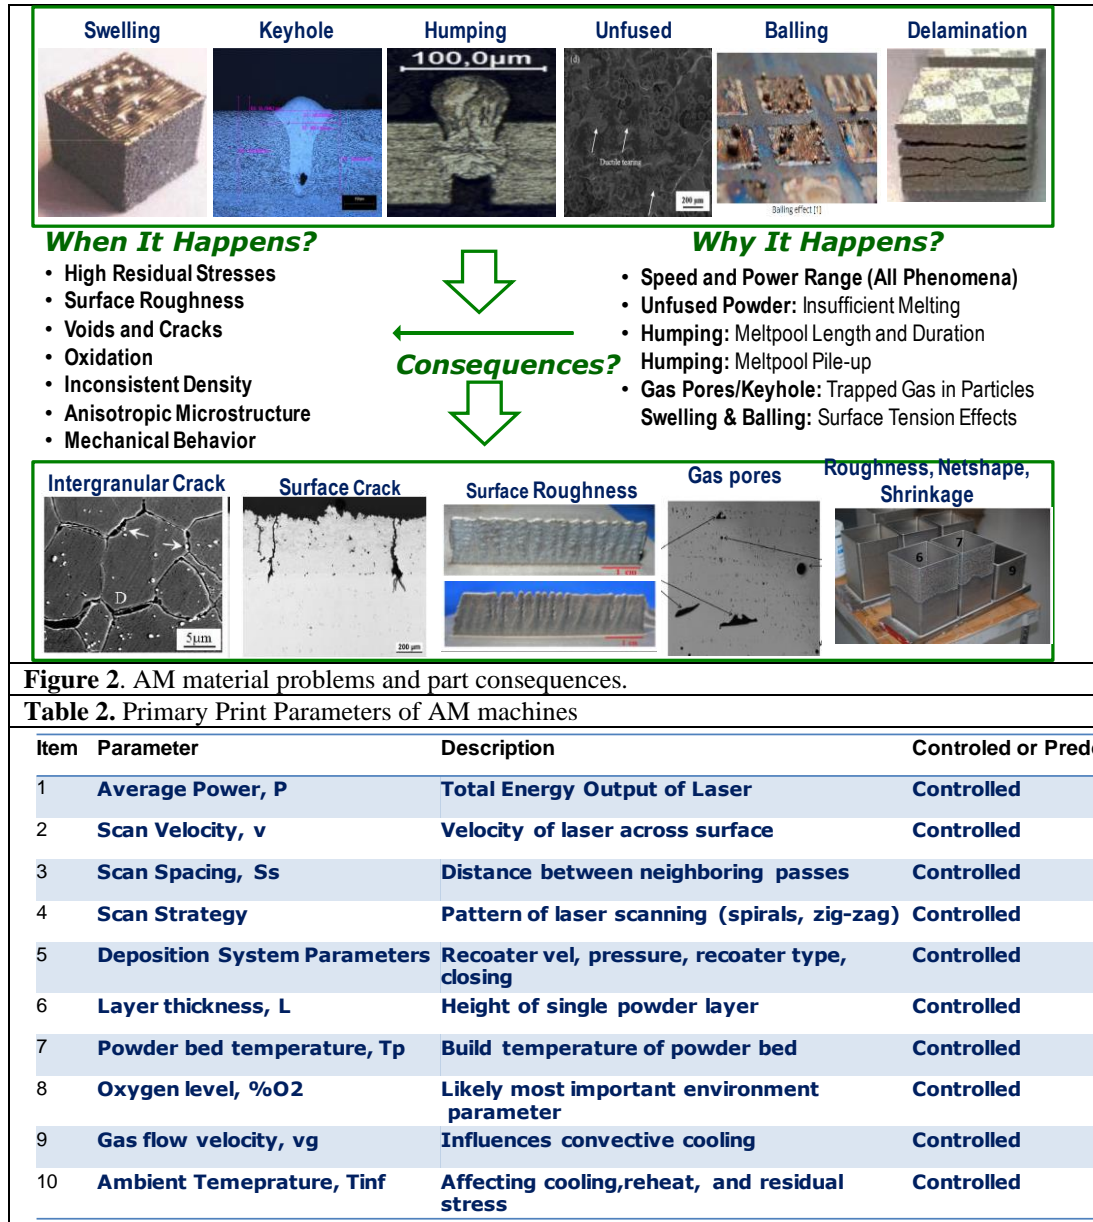 Swelling
Keyhole
Humping
Unfused
Balling
Delamination
100,0µm
(d)
Ductile tearing
200 µm
Balling effect [1]
When It Happens?
• High Residual Stresses
• Surface Roughness
• Voids and Cracks
• Oxidation
• Inconsistent Density
• Anisotropic Microstructure
• Mechanical Behavior
Consequences?
Why It Happens?
• Speed and Power Range (All Phenomena)
• Unfused Powder: Insufficient Melting
• Humping: Meltpool Length and Duration
Humping: Meltpool Pile-up
• Gas Pores/Keyhole: Trapped Gas in Particles
Swelling & Balling: Surface Tension Effects
Intergranular Crack
Surface Crack
Surface Roughness
Gas pores
Roughness, Netshape,
Shrinkage
D
5µm
200 µm
1 cm
1 cm
6
7
9
Figure 2. AM material problems and part consequences.
Table 2. Primary Print Parameters of AM machines
Item Parameter Description Controled or Prede
1 Average Power, P Total Energy Output of Laser Controlled
2 Scan Velocity, v Velocity of laser across surface Controlled
3 Scan Spacing, Ss Distance between neighboring passes Controlled
4 Scan Strategy Pattern of laser scanning (spirals, zig-zag) Controlled
5 Deposition System Parameters Recoater vel, pressure, recoater type, Controlled
closing
6 Layer thickness, L Height of single powder layer Controlled
7 Powder bed temperature, Tp Build temperature of powder bed Controlled
8 Oxygen level, %O2 Likely most important environment Controlled
parameter
9 Gas flow velocity, vg Influences convective cooling Controlled
10 Ambient Temeprature, Tinf Affecting cooling,reheat, and residual Controlled
stress